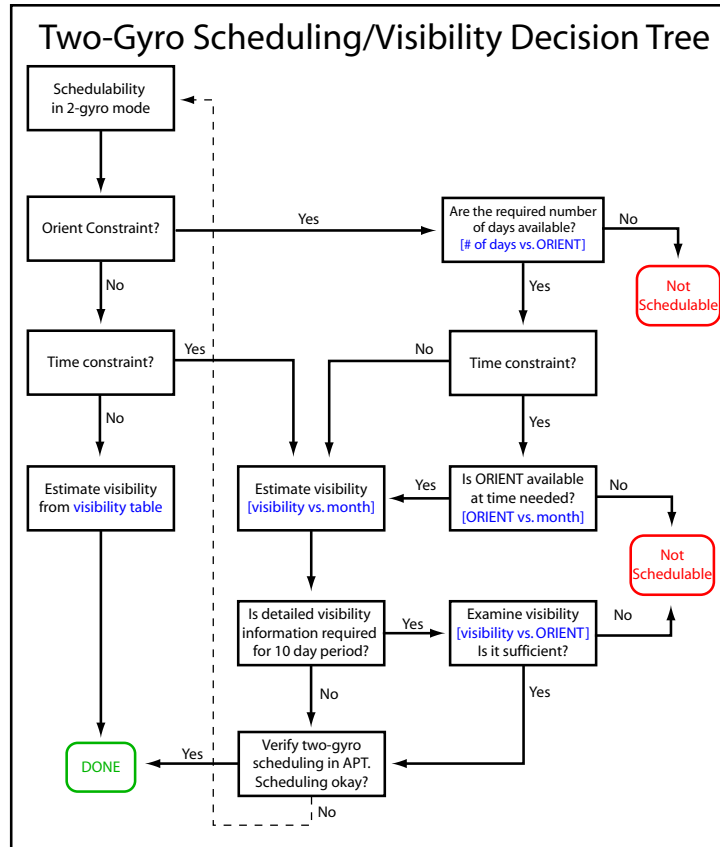 Two-Gyro Scheduling/Visibility Decision Tree
Schedulability
in 2-gyro mode
Orient Constraint?
Yes
Are the required number
of days available?
[# of days vs. ORIENT]
No
Not
Schedulable
No
Yes
Time constraint?
Yes
No
Time constraint?
No
Yes
Estimate visibility
from visibility table
Estimate visibility
[visibility vs. month]
Yes
Is ORIENT available
at time needed?
[ORIENT vs. month]
No
Not
Schedulable
Is detailed visibility
information required
for 10 day period?
Yes
Examine visibility
[visibility vs. ORIENT]
Is it sufficient?
No
No
Yes
DONE
Yes
Verify two-gyro
scheduling in APT.
Scheduling okay?
No